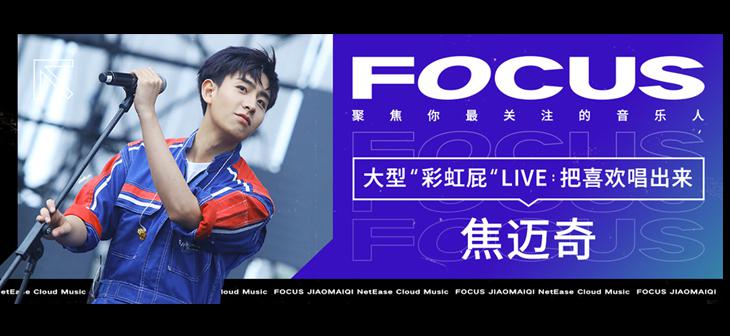 FOCUS
聚焦你最关注的音乐人
FOCUS
大型“彩虹屁“LIVE：把喜欢唱出来
FOCUS
焦迈奇
FOCUS
etEase Cloud Music
loud Music FOCUS JIAOMAIQI NetEase Cloud Music FOCUS JIAOMAIQI NetEase Cloud Music FOCUS JIAOMAIQI